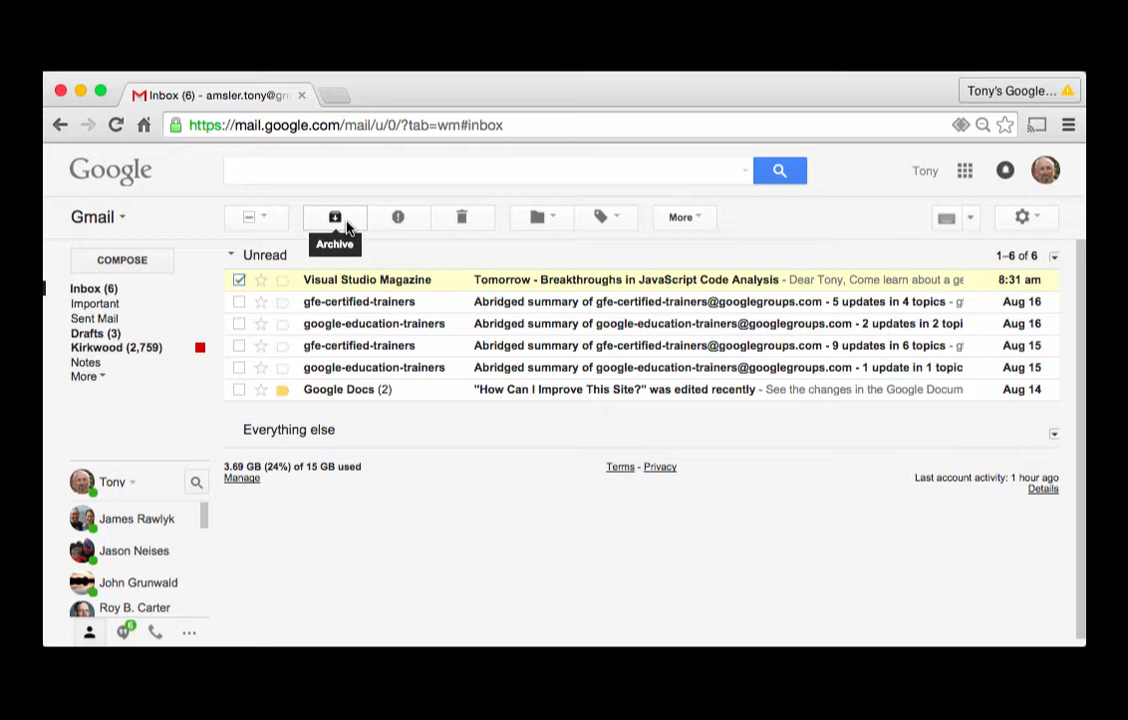 Inbox (6) - amsler.tony@gm
Tony's Google...
https://mail.google.com/mail/u/0/?tab=wm#inbox
Google
Tony
Gmail
More
Archive
COMPOSE
Unread
1–6 of 6
Visual Studio Magazine Tomorrow - Breakthroughs in JavaScript Code Analysis - Dear Tony, Come learn about a ge 8:31 am
gfe-certified-trainers Abridged summary of gfe-certified-trainers@googlegroups.com - 5 updates in 4 topics - g Aug 16
google-education-trainers Abridged summary of google-education-trainers@googlegroups.com - 2 updates in 2 topi Aug 16
gfe-certified-trainers Abridged summary of gfe-certified-trainers@googlegroups.com - 9 updates in 6 topics - g Aug 15
google-education-trainers Abridged summary of google-education-trainers@googlegroups.com - 1 update in 1 topic Aug 15
Google Docs (2) "How Can I Improve This Site?" was edited recently - See the changes in the Google Docum Aug 14
Inbox (6)
Important
Sent Mail
Drafts (3)
Kirkwood (2,759)
Notes
More
Everything else
3.69 GB (24%) of 15 GB used
Manage
Terms - Privacy
Last account activity: 1 hour ago
Details
Tony
James Rawlyk
Jason Neises
John Grunwald
Roy B. Carter
6